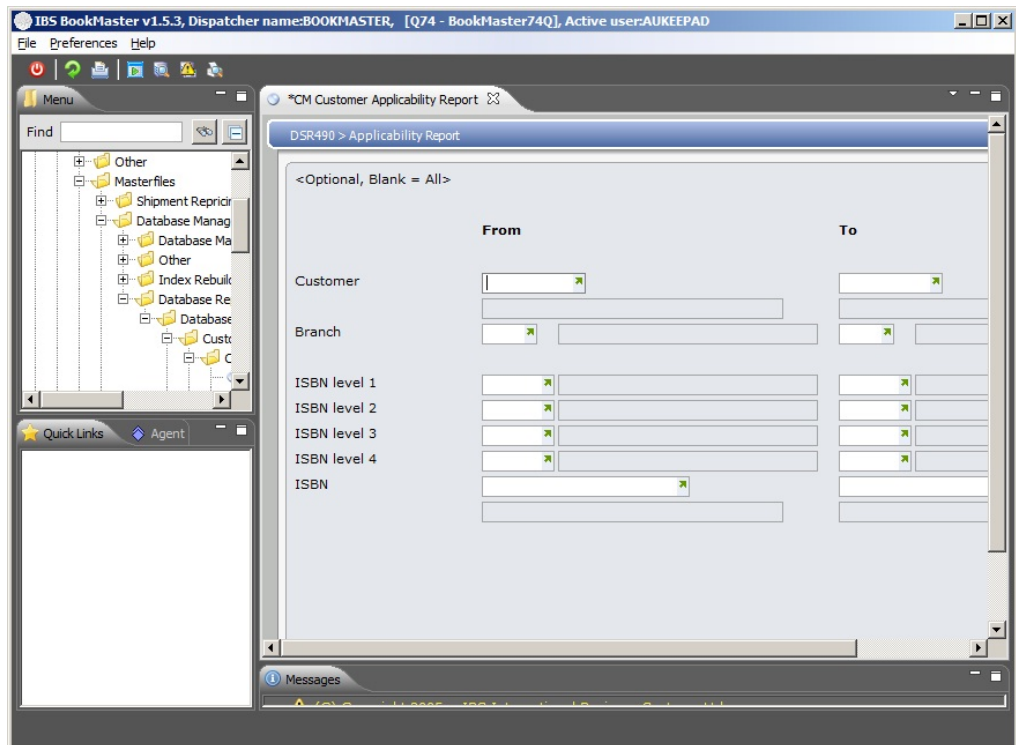 IBS BookMaster v1.5.3, Dispatcher name:BOOKMASTER, [Q74 - BookMaster74Q], Active user:AUKEEPAD
File Preferences Help
Menu
*CM Customer Applicability Report
Find
DSR490 > Applicability Report
Other
Masterfiles
Shipment Repricin
Database Manag
Database Ma
Other
Index Rebuild
Database Re
Database
Custo
C
<Optional, Blank = All>
From To
Customer
Branch
ISBN level 1
ISBN level 2
ISBN level 3
ISBN level 4
ISBN
Quick Links Agent
Messages